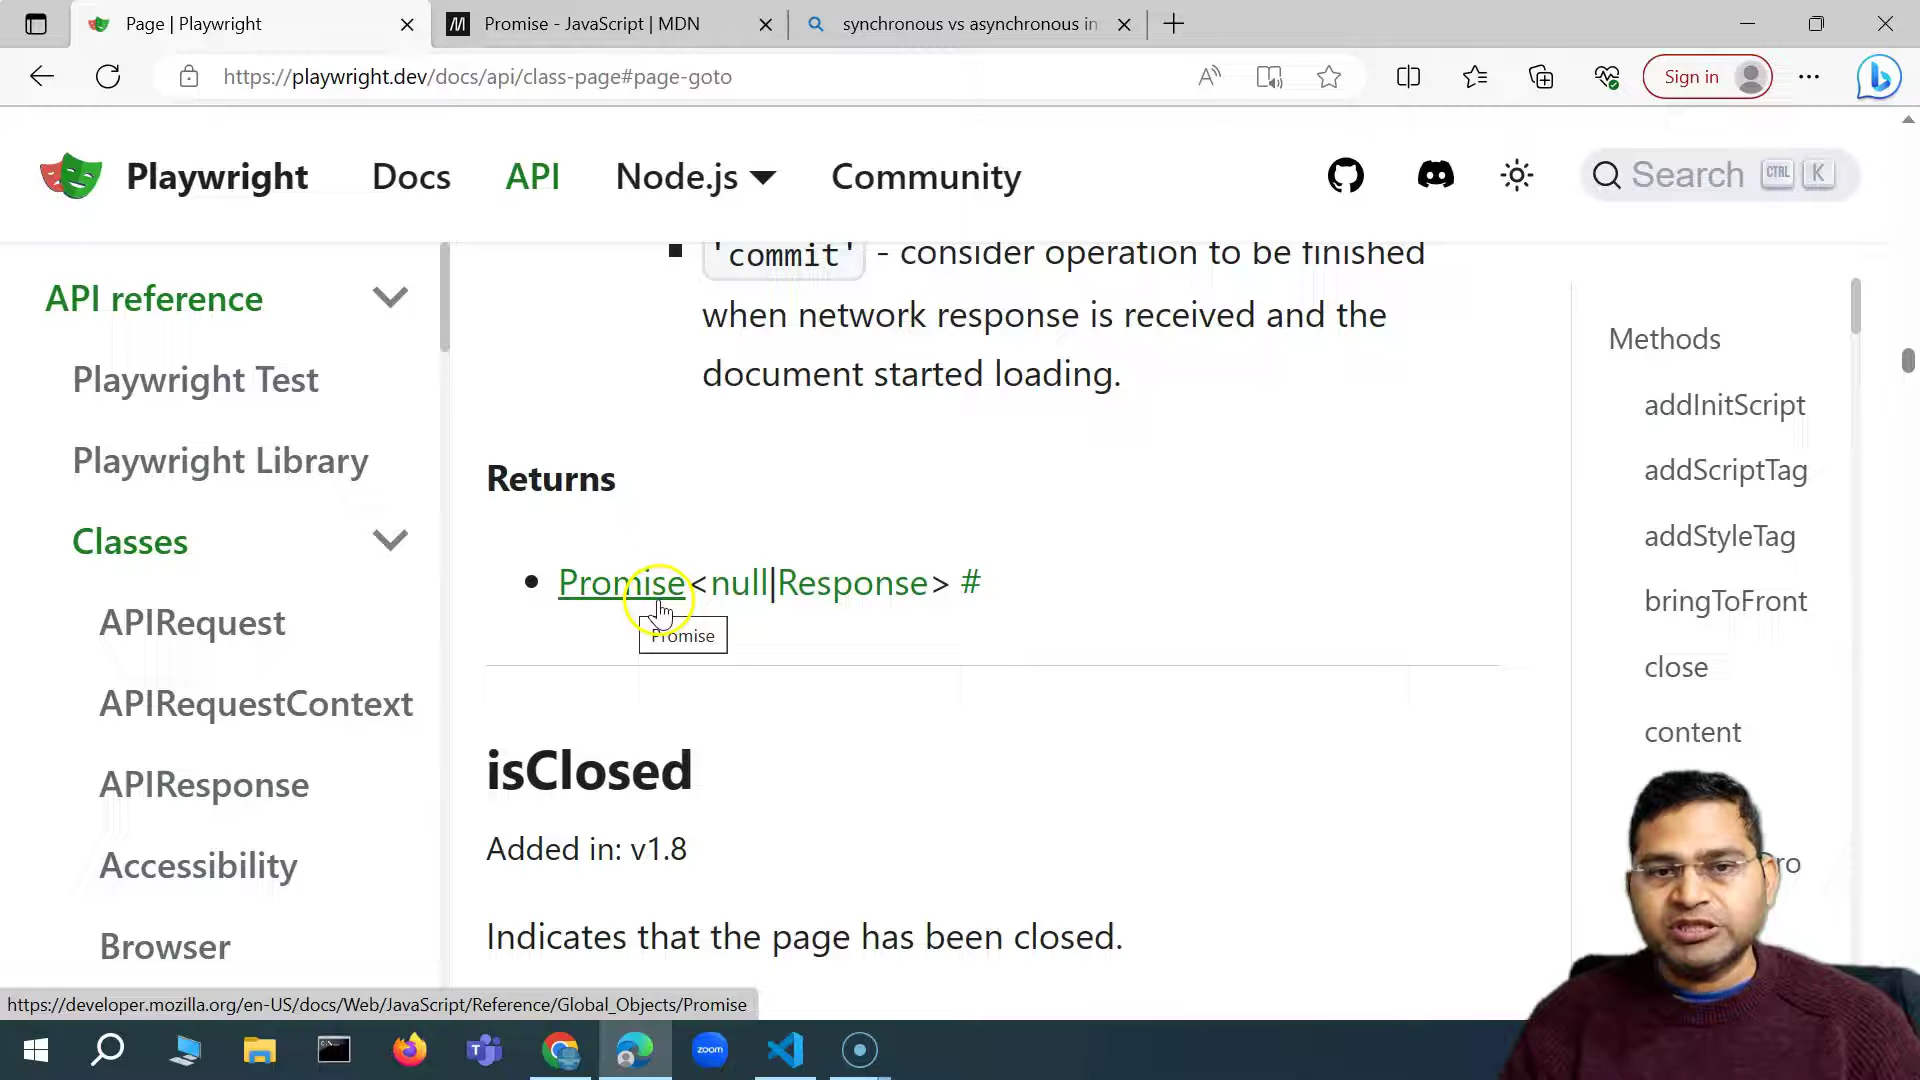 Page | Playwright
Promise - JavaScript | MDN
synchronous vs asynchronous in
https://playwright.dev/docs/api/class-page#page-goto
Sign in
Playwright
Docs
API
Node.js
Community
Search
CTRL
K
API reference
Playwright Test
Playwright Library
Classes
APIRequest
APIRequestContext
APIResponse
Accessibility
Browser
'commit' - consider operation to be finished
when network response is received and the
document started loading.
Returns
Promise<null|Response> #
Promise
isClosed
Added in: v1.8
Indicates that the page has been closed.
Methods
addInitScript
addScriptTag
addStyleTag
bringToFront
close
content
https://developer.mozilla.org/en-US/docs/Web/JavaScript/Reference/Global_Objects/Promise
zoom